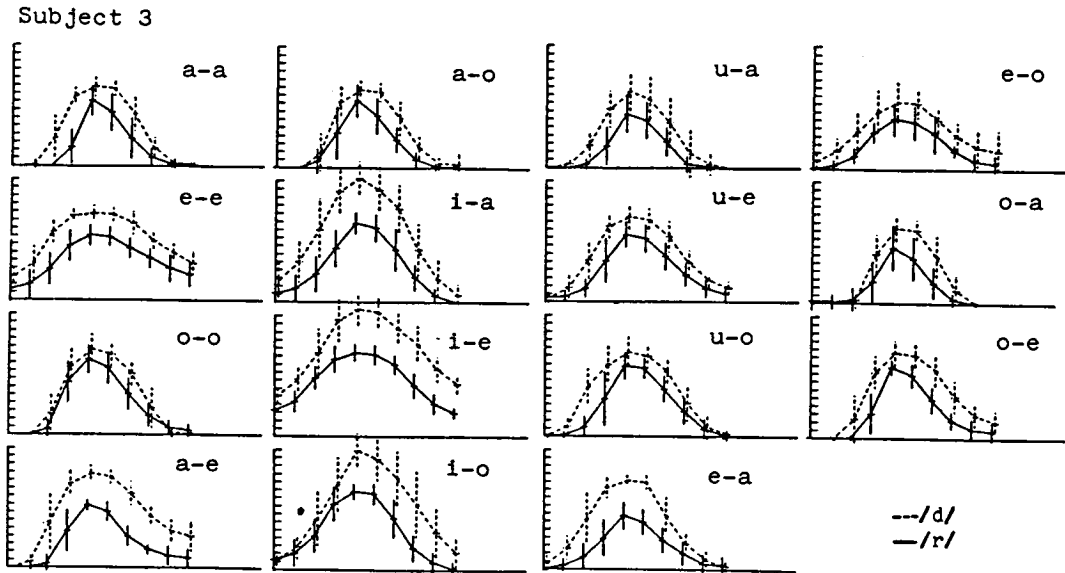 Subject 3
a-a
a-o
u-a
e-o
e-e
i-a
u-e
o-a
o-o
i-e
u-o
o-e
a-e
i-o
e-a
---/d/
—/r/